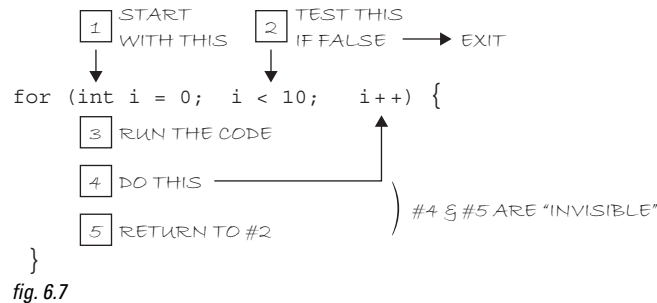 1 START WITH THIS
2 TEST THIS IF FALSE EXIT
for (int i = 0; i < 10; i++) {
3 RUN THE CODE
4 DO THIS
5 RETURN TO #2
#4 & #5 ARE "INVISIBLE"
}
fig. 6.7